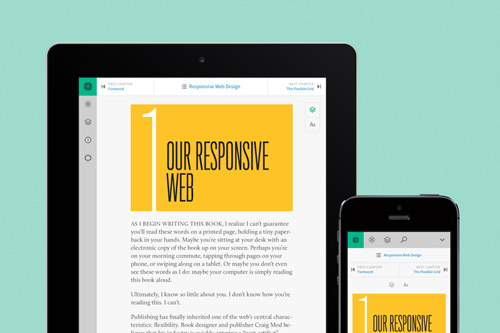 PREV CHAPTER
Foreword
Responsive Web Design
NEXT CHAPTER
The Flexible Grid
1
OUR RESPONSIVE
WEB
Aa
AS I BEGIN WRITING THIS BOOK, I realize I can't guarantee
you'll read these words on a printed page, holding a tiny paper-
back in your hands. Maybe you're sitting at your desk with an
electronic copy of the book up on your screen. Perhaps you're
on your morning commute, tapping through pages on your
phone, or swiping along on a tablet. Or maybe you don't even
see these words as I do: maybe your computer is simply reading
this book aloud.
Ultimately, I know so little about you. I don't know how you're
reading this. I can't.
Publishing has finally inherited one of the web's central charac-
teristics: flexibility. Book designer and publisher Craig Mod be-
Responsive Web Design
PREV CHAPTER
Foreword
NEXT CHAPTER
The Flexible Grid
Aa
1
OUR RESPONSIVE